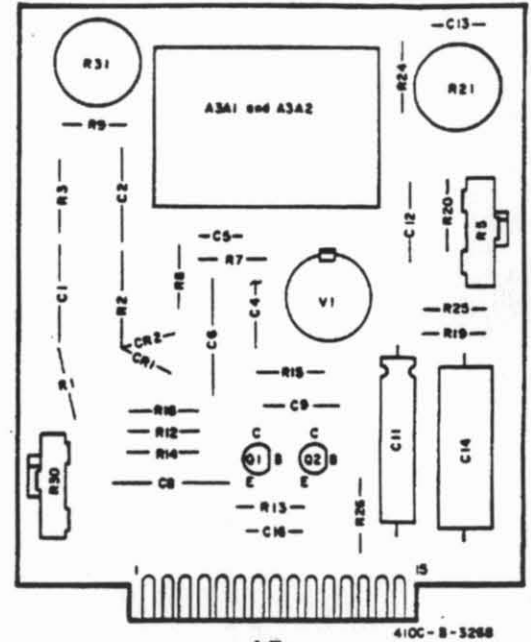 C13
R31
R24
R21
A3A1 and A3A2
R9
R3
C2
C12
R20
R5
C5
R7
R8
C1
R2
C6
C4
V1
R25
R19
CR2
CR1
R1
R15
C9
C11
C14
R16
R12
R14
C Q1 B E
C Q2 B E
C8
R30
R13
R26
C16
1 15
410C-B-3268